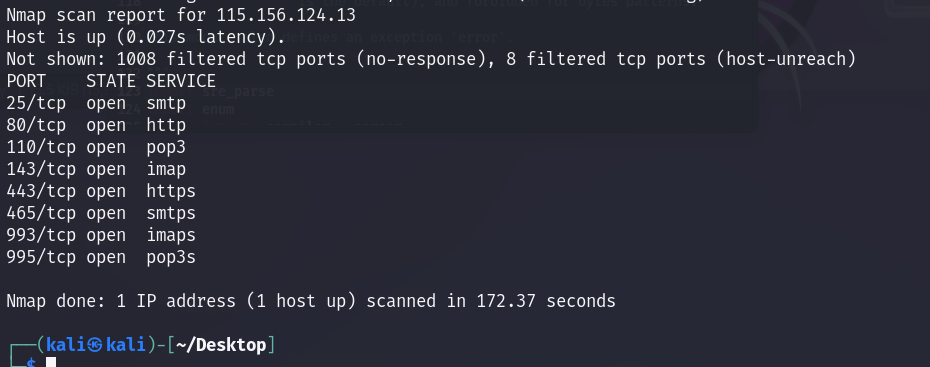 Nmap scan report for 115.156.124.13
Host is up (0.027s latency).
Not shown: 1008 filtered tcp ports (no-response), 8 filtered tcp ports (host-unreach)
PORT    STATE SERVICE
25/tcp  open  smtp
80/tcp  open  http
110/tcp open  pop3
143/tcp open  imap
443/tcp open  https
465/tcp open  smtps
993/tcp open  imaps
995/tcp open  pop3s
Nmap done: 1 IP address (1 host up) scanned in 172.37 seconds
┌──(kali㉿kali)-[~/Desktop]
└─$